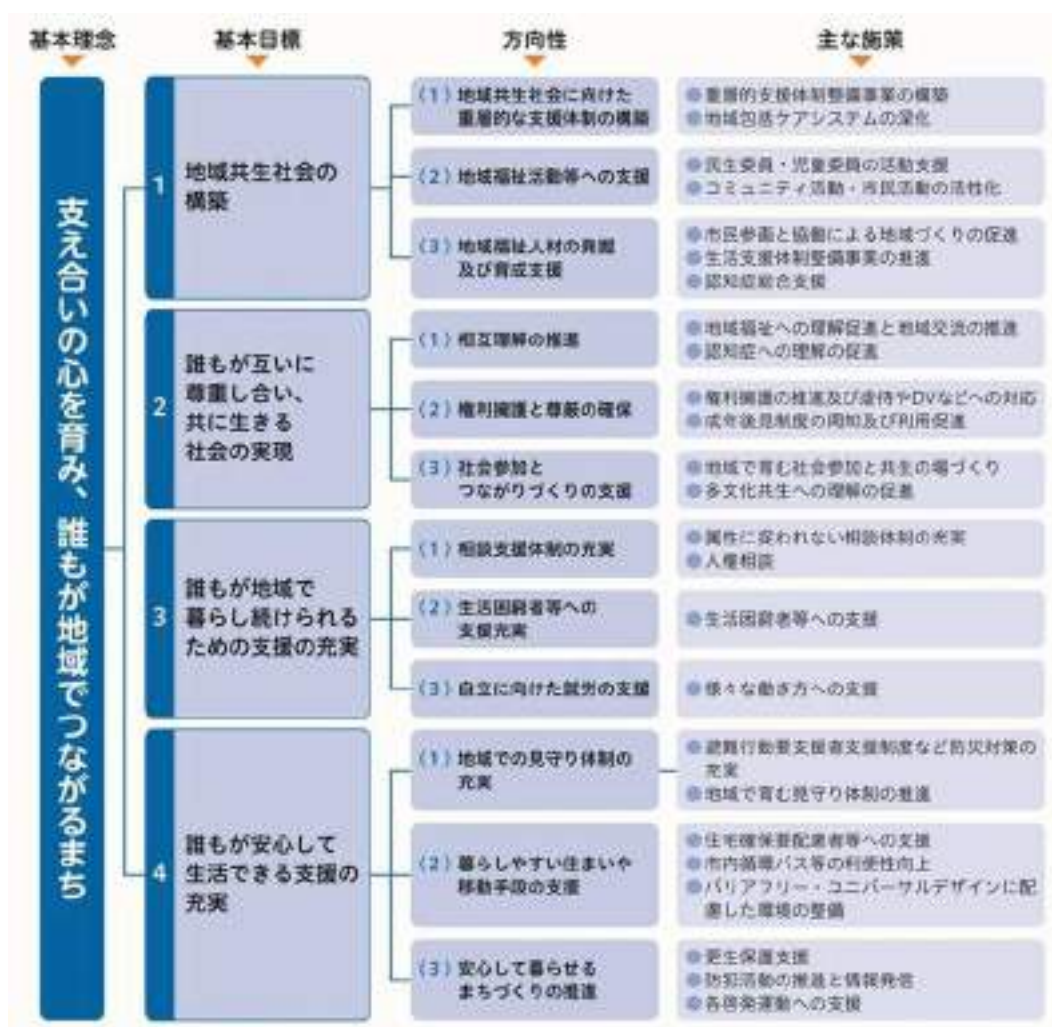 基本理念
基本目標
方向性
主な施策
支え合いの心を育み、誰もが地域でつながるまち
1
地域共生社会の
構築
(1)地域共生社会に向けた
重層的な支援体制の構築
重層的支援体制整備事業の構築
地域包括ケアシステムの深化
(2)地域福祉活動等への支援
民生委員・児童委員の活動支援
コミュニティ活動・市民活動の活性化
(3)地域福祉人材の発掘
及び育成支援
市民参画と協働による地域づくりの促進
生活支援体制整備事業の推進
認知症総合支援
2
誰もが互いに
尊重し合い、
共に生きる
社会の実現
(1)相互理解の推進
地域福祉への理解促進と地域交流の推進
認知症への理解の促進
(2)権利擁護と尊厳の確保
権利擁護の推進及び虐待やDVなどへの対応
成年後見制度の周知及び利用促進
(3)社会参加と
つながりづくりの支援
地域で育む社会参加と共生の場づくり
多文化共生への理解の促進
3
誰もが地域で
暮らし続けられる
ための支援の充実
(1)相談支援体制の充実
属性に捉われない相談体制の充実
人権相談
(2)生活困窮者等への
支援充実
生活困窮者等への支援
(3)自立に向けた就労の支援
様々な働き方への支援
4
誰もが安心して
生活できる支援の
充実
(1)地域での見守り体制の
充実
避難行動要支援者支援制度など防災対策の
充実
地域で育む見守り体制の推進
(2)暮らしやすい住まいや
移動手段の支援
住宅確保要配慮者等への支援
市内循環バス等の利便性向上
バリアフリー・ユニバーサルデザインに配
慮した環境の整備
(3)安心して暮らせる
まちづくりの推進
更生保護支援
防犯活動の推進と情報発信
各啓発運動への支援